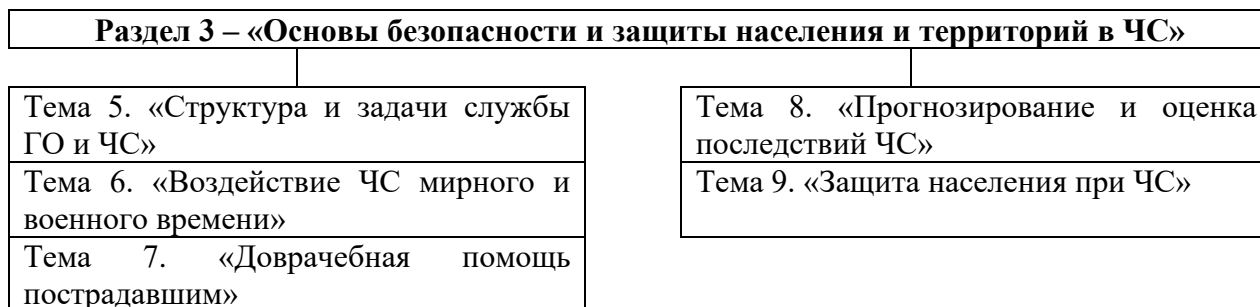 Раздел 3 – «Основы безопасности и защиты населения и территорий в ЧС»
Тема 5. «Структура и задачи службы
ГО и ЧС»
Тема 6. «Воздействие ЧС мирного и
военного времени»
Тема 7. «Доврачебная помощь
пострадавшим»
Тема 8. «Прогнозирование и оценка
последствий ЧС»
Тема 9. «Защита населения при ЧС»